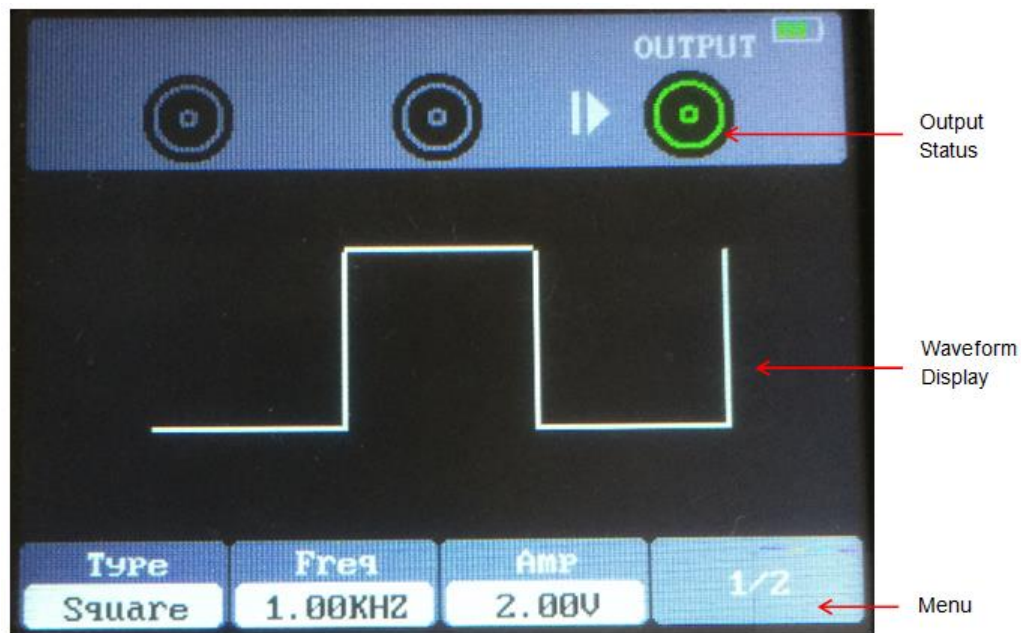 OUTPUT
Output
Status
Waveform
Display
Type
Freq
Amp
1/2
Square
1.00KHZ
2.00V
Menu